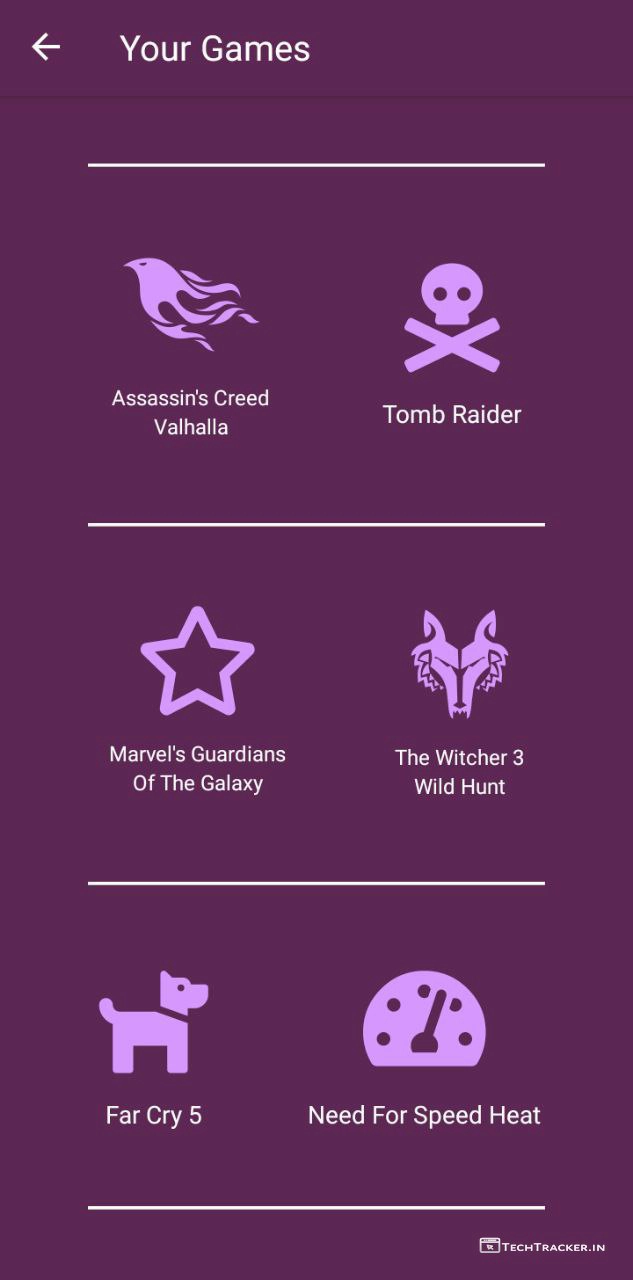 Your Games
Assassin's Creed
Valhalla
Tomb Raider
Marvel's Guardians
Of The Galaxy
The Witcher 3
Wild Hunt
Far Cry 5
Need For Speed Heat
TECHTRACKER.IN